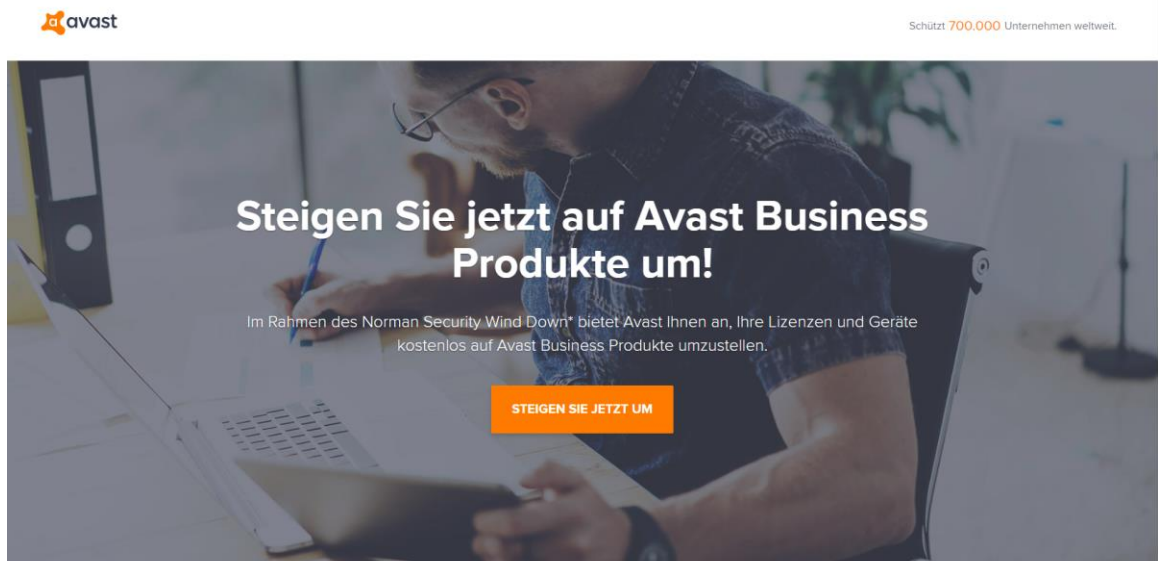 avast
Schützt 700.000 Unternehmen weltweit.
Steigen Sie jetzt auf Avast Business
Produkte um!
Im Rahmen des Norman Security Wind Down* bietet Avast Ihnen an, Ihre Lizenzen und Geräte
kostenlos auf Avast Business Produkte umzustellen.
STEIGEN SIE JETZT UM